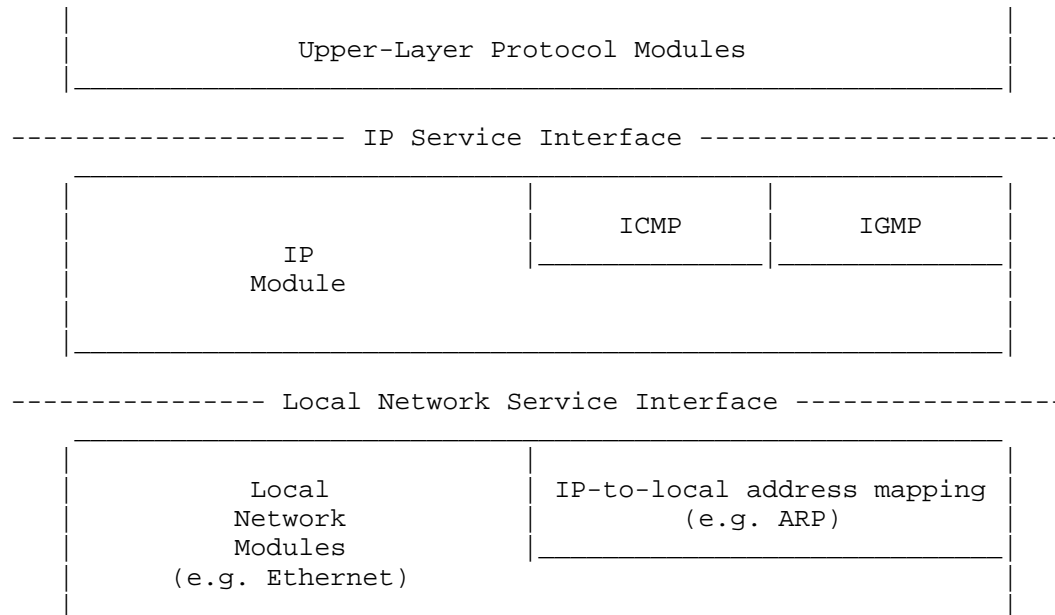 Upper-Layer Protocol Modules
--------------------- IP Service Interface -----------------------
ICMP IGMP
IP
Module
---------------- Local Network Service Interface -----------------
Local IP-to-local address mapping
Network (e.g. ARP)
Modules
(e.g. Ethernet)